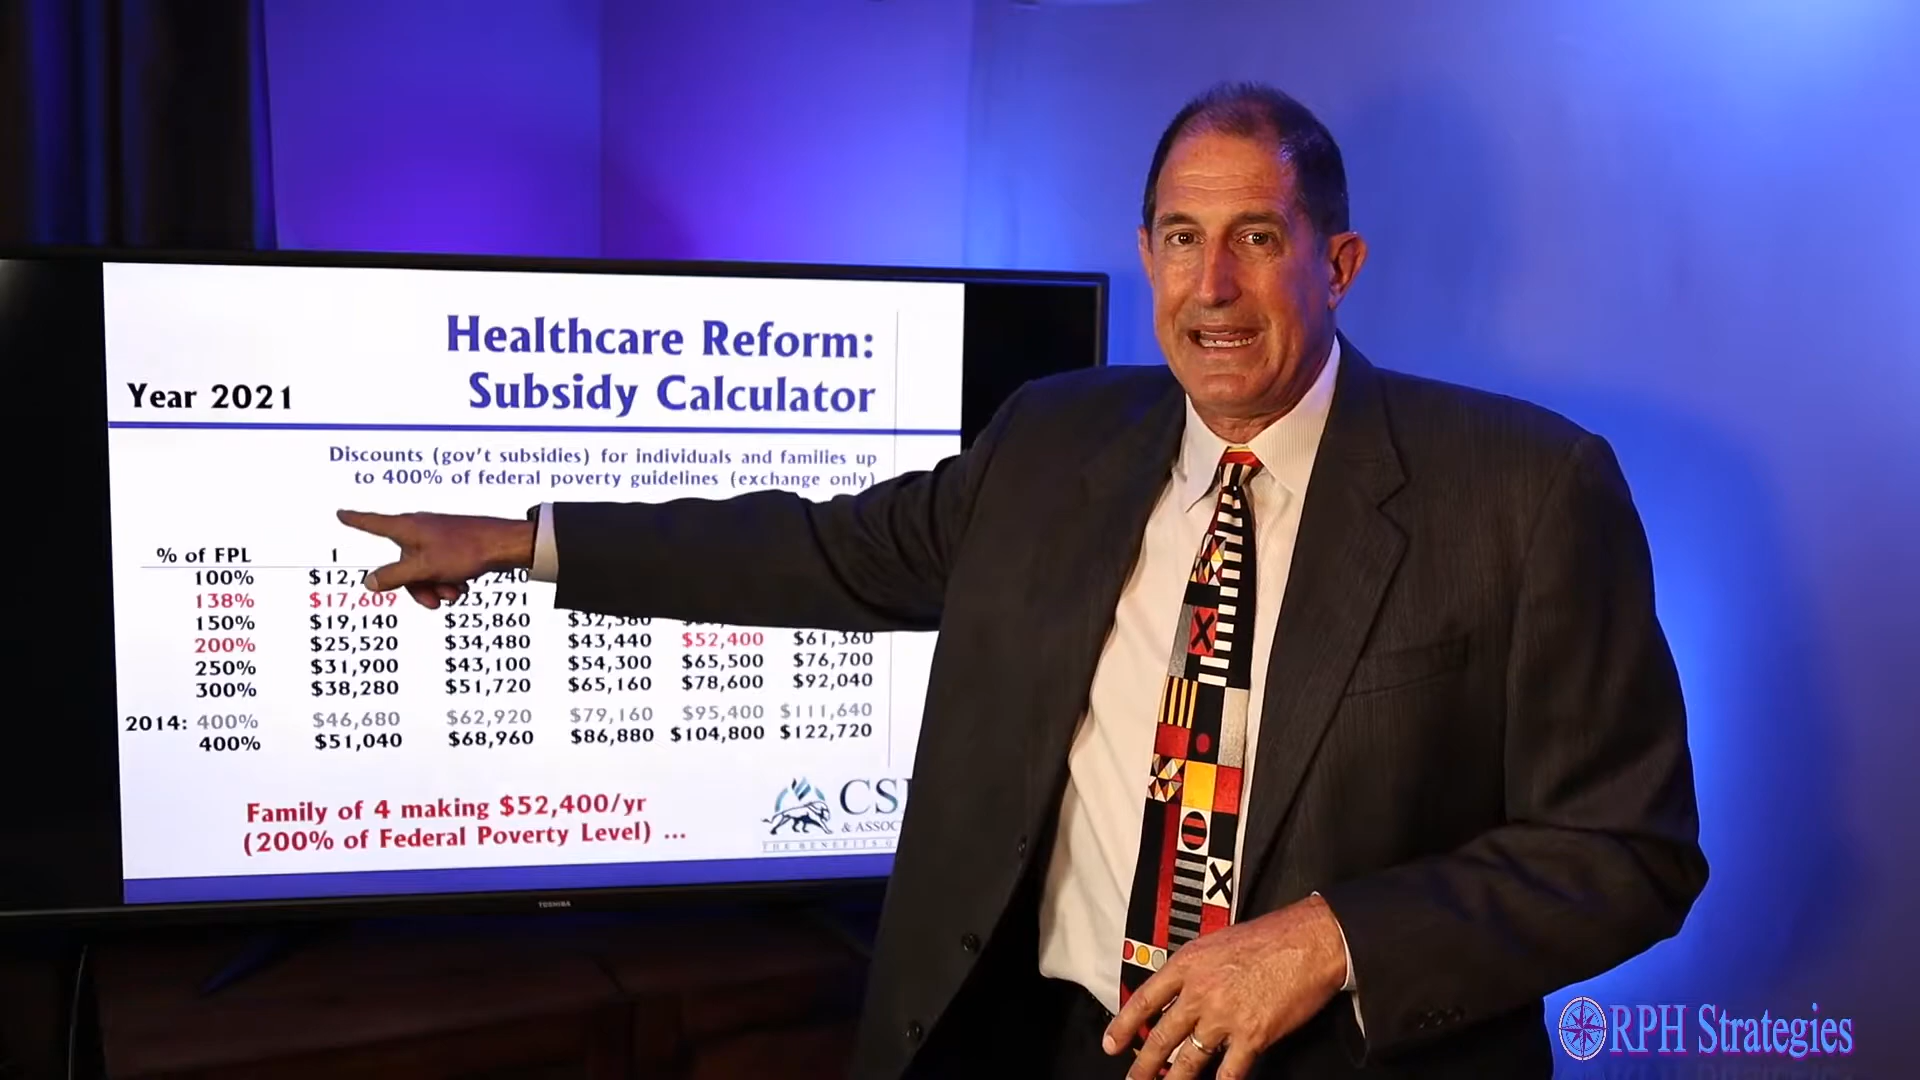 Healthcare Reform:
Year 2021 Subsidy Calculator
Discounts (gov't subsidies) for individuals and families up
to 400% of federal poverty guidelines (exchange only)
% of FPL 1
100%
138% $17,609 $23,791
150% $19,140 $25,860
200% $25,520 $34,480 $43,440 $52,400 $61,360
250% $31,900 $43,100 $54,300 $65,500 $76,700
300% $38,280 $51,720 $65,160 $78,600 $92,040
2014: 400% $46,680 $62,920 $79,160 $95,400 $111,640
400% $51,040 $68,960 $86,880 $104,800 $122,720
Family of 4 making $52,400/yr
(200% of Federal Poverty Level) ...
& 
THE BENEFITS
TOSHIBA
RPH Strategies